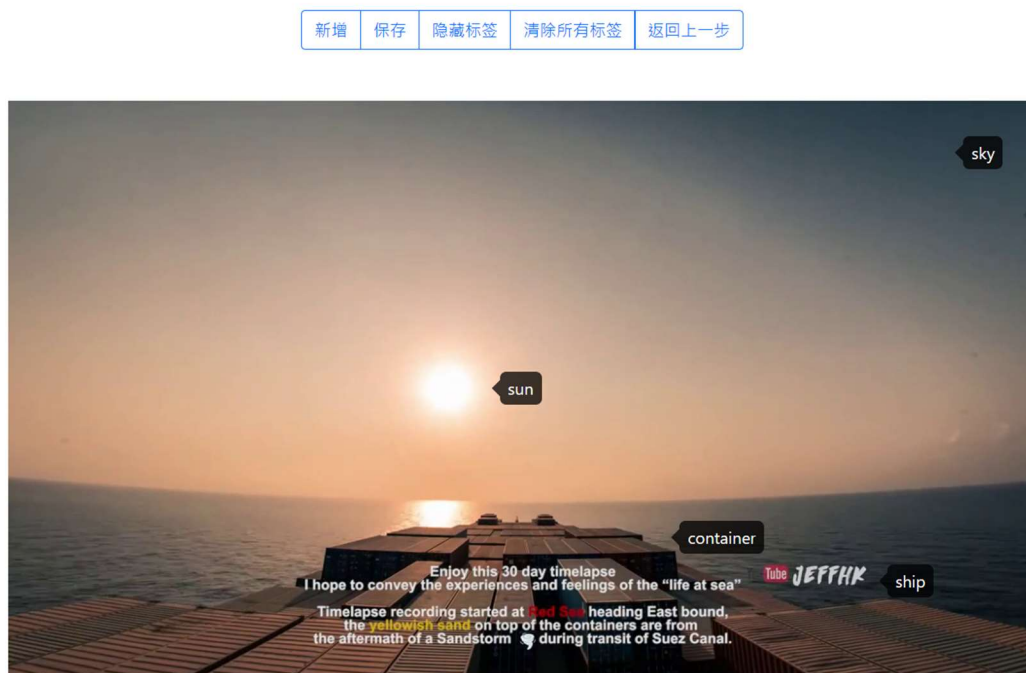 新增 保存 隐藏标签 清除所有标签 返回上一步
sky
sun
container
Enjoy this 30 day timelapse
I hope to convey the experiences and feelings of the “life at sea”
Tube JEFFHK
ship
Timelapse recording started at Red Sea heading East bound,
the yellowish sand on top of the containers are from
the aftermath of a Sandstorm during transit of Suez Canal.